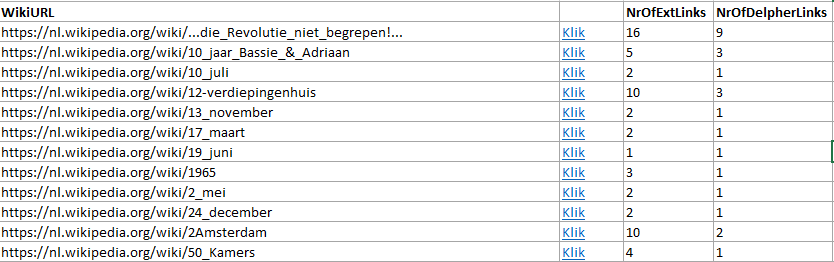 WikiURL NrOfExtLinks NrOfDelpherLinks
https://nl.wikipedia.org/wiki/...die_Revolutie_niet_begrepen!... Klik 16 9
https://nl.wikipedia.org/wiki/10_jaar_Bassie_&_Adriaan Klik 5 3
https://nl.wikipedia.org/wiki/10_juli Klik 2 1
https://nl.wikipedia.org/wiki/12-verdiepingenhuis Klik 10 3
https://nl.wikipedia.org/wiki/13_november Klik 2 1
https://nl.wikipedia.org/wiki/17_maart Klik 2 1
https://nl.wikipedia.org/wiki/19_juni Klik 1 1
https://nl.wikipedia.org/wiki/1965 Klik 3 1
https://nl.wikipedia.org/wiki/2_mei Klik 2 1
https://nl.wikipedia.org/wiki/24_december Klik 2 1
https://nl.wikipedia.org/wiki/2Amsterdam Klik 10 2
https://nl.wikipedia.org/wiki/50_Kamers Klik 4 1